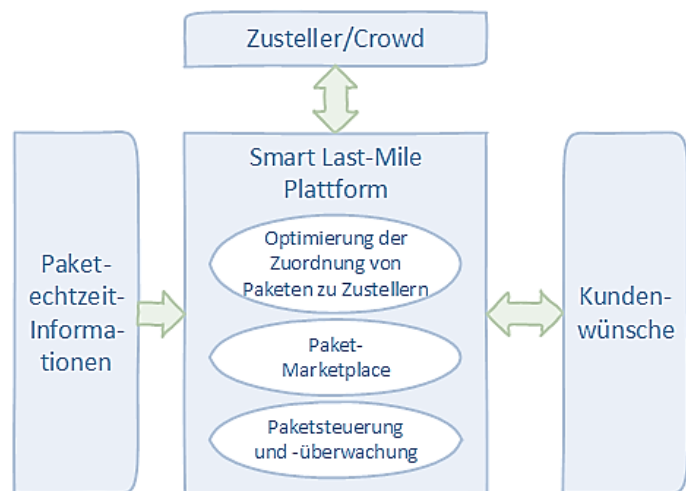 Zusteller/Crowd
Smart Last-Mile
Plattform
Optimierung der
Zuordnung von
Paketen zu Zustellern
Paket-
Marketplace
Paketsteuerung
und -überwachung
Paket-
echtzeit-
Informa-
tionen
Kunden-
wünsche